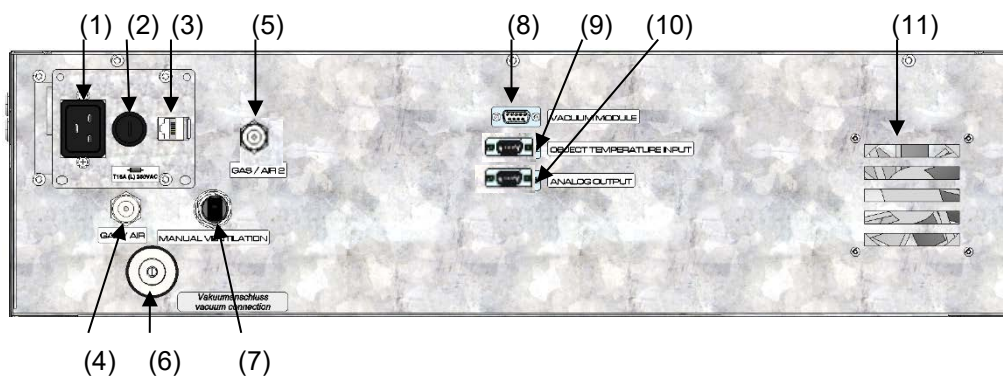 (1) (2) (3) (5) (8) (9) (10) (11)
VACUUM MODULE
OBJECT TEMPERATURE INPUT
GAS / AIR 2
T16A (L) 250VAC
ANALOG OUTPUT
GAS / AIR
MANUAL VENTILATION
Vakuumanschluss
vacuum connection
(4) (6) (7)